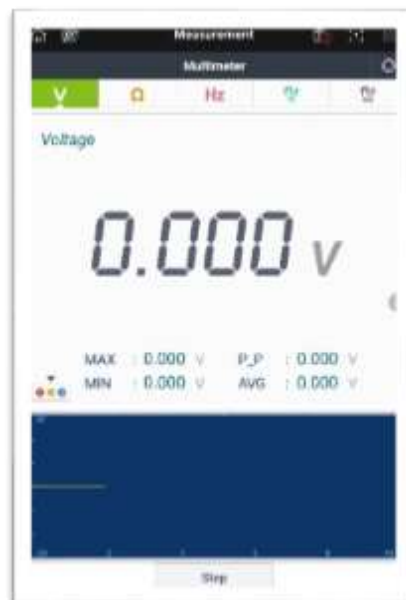 Measurement
Multimeter
V Ω Hz
Voltage
0.000 V
MAX : 0.000 V P_P : 0.000 V
MIN : 0.000 V AVG : 0.000 V
Stop